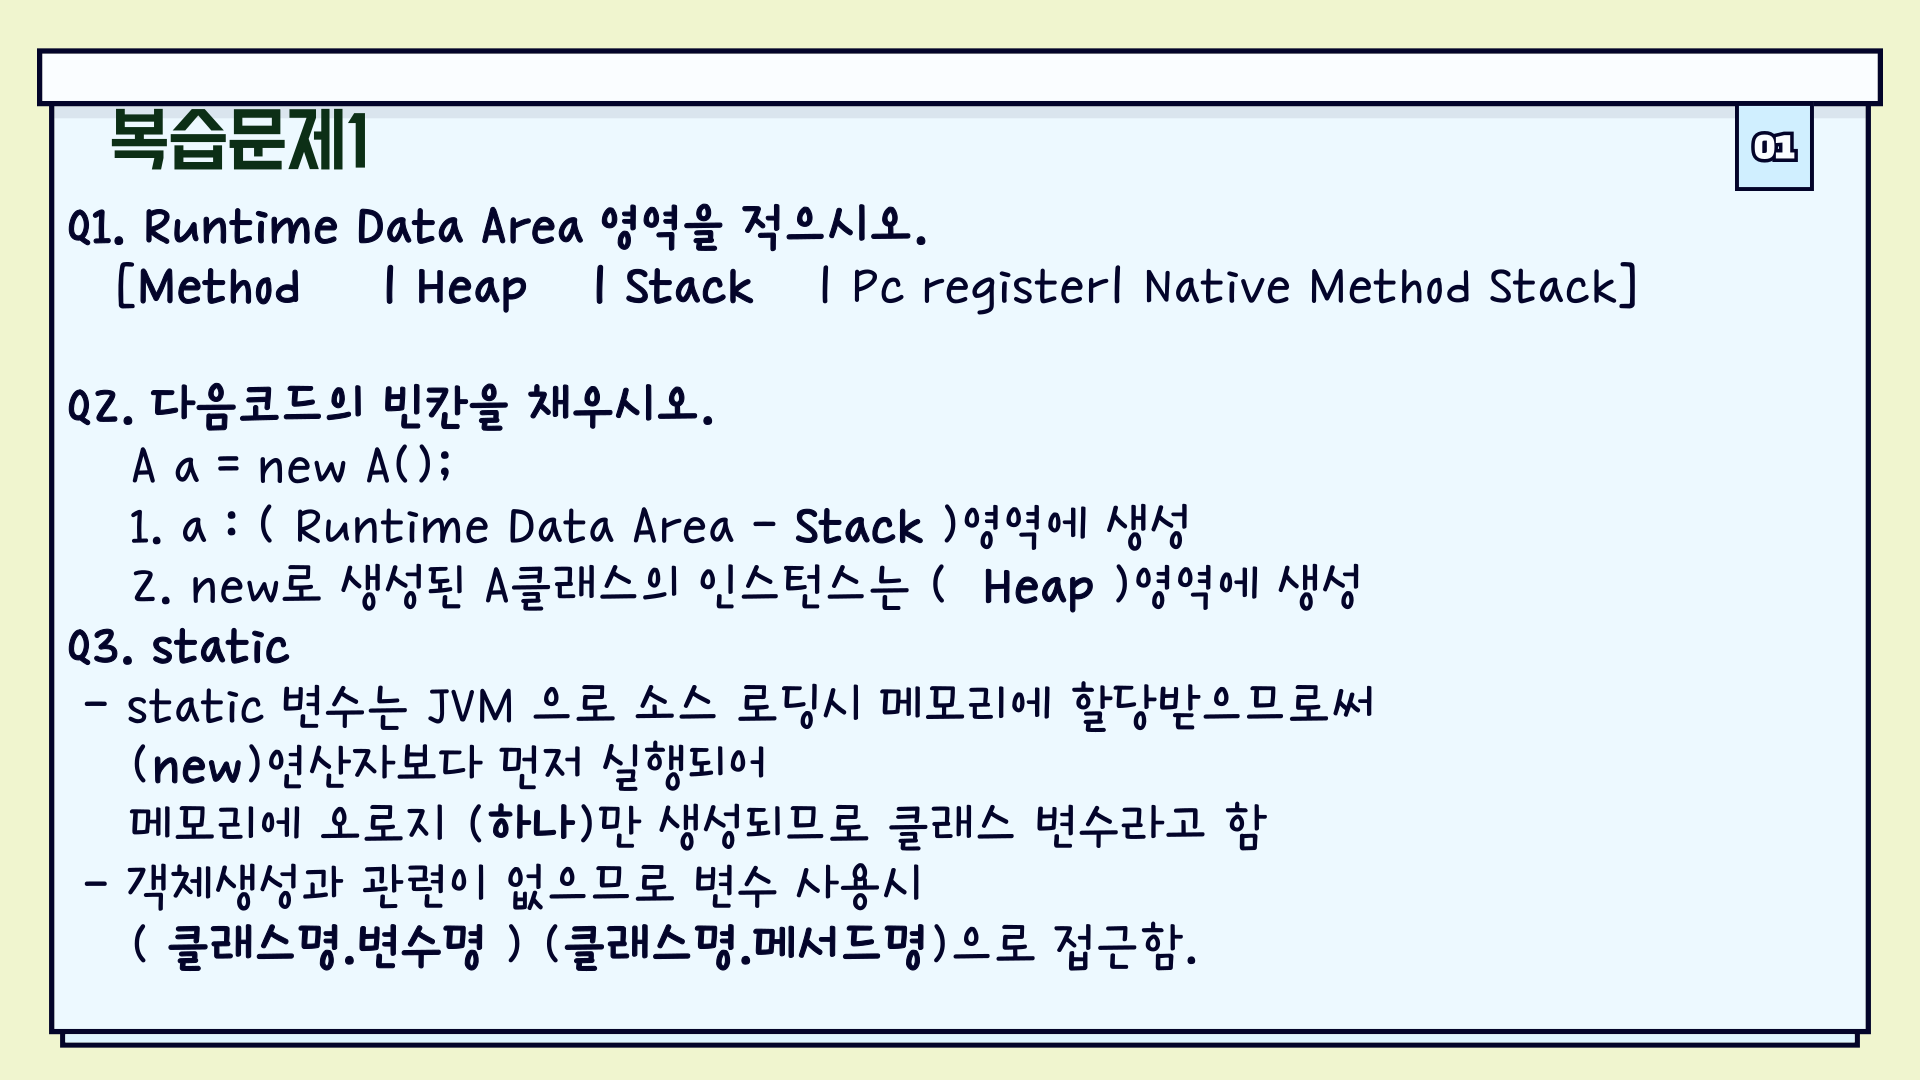 복습문제1
01
Q1. Runtime Data Area 영역을 적으시오.
[Method | Heap | Stack | Pc register| Native Method Stack]
Q2. 다음코드의 빈칸을 채우시오.
A a = new A();
1. a : ( Runtime Data Area - Stack )영역에 생성
2. new로 생성된 A클래스의 인스턴스는 ( Heap )영역에 생성
Q3. static
- static 변수는 JVM 으로 소스 로딩시 메모리에 할당받으므로써
(new)연산자보다 먼저 실행되어
메모리에 오로지 (하나)만 생성되므로 클래스 변수라고 함
- 객체생성과 관련이 없으므로 변수 사용시
( 클래스명.변수명 ) (클래스명.메서드명)으로 접근함.